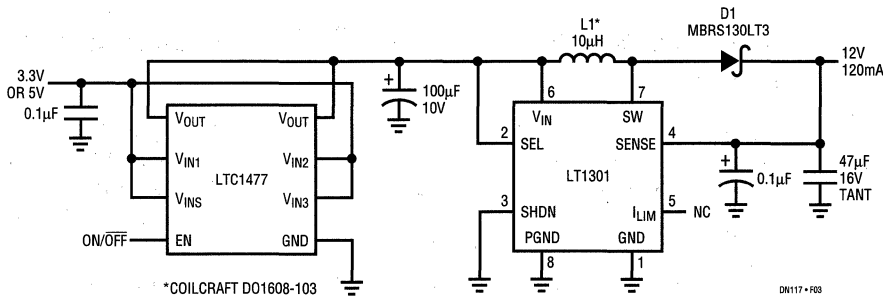 D1
MBRS130LT3
L1*
10µH
12V
120mA
3.3V
OR 5V
0.1µF
+
100µF
10V
6
7
VOUT
VOUT
VIN
SW
2
SEL
SENSE
4
VIN1
VIN2
LTC1477
LT1301
+
0.1µF
47µF
16V
TANT
VINS
VIN3
3
SHDN
ILIM
5
NC
ON/OFF
EN
GND
PGND
GND
8
1
*COILCRAFT DO1608-103
DN117 • F03